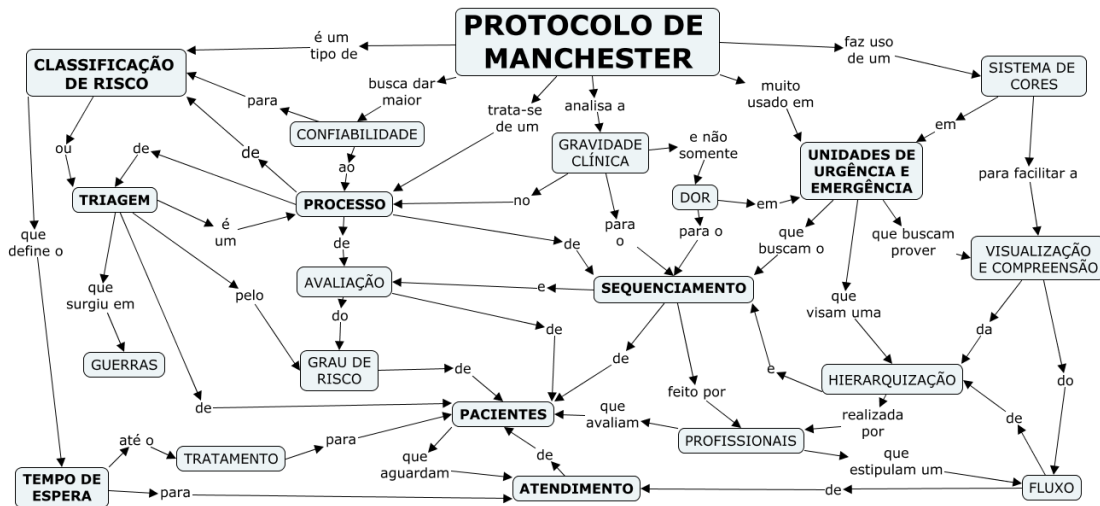 PROTOCOLO DE
MANCHESTER
é um
tipo de
faz uso
de um
CLASSIFICAÇÃO
DE RISCO
SISTEMA DE
CORES
busca dar
maior
trata-se
de um
analisa a
muito
usado em
para
CONFIABILIDADE
em
GRAVIDADE
CLÍNICA
e não
somente
ou
de
de
ao
UNIDADES DE
URGÊNCIA E
EMERGÊNCIA
para facilitar a
TRIAGEM
PROCESSO
no
DOR
em
é
um
que
define o
de
de
para
o
para o
que
buscam o
que buscam
prover
VISUALIZAÇÃO
E COMPREENSÃO
que
surgiu em
pelo
AVALIAÇÃO
e
SEQUENCIAMENTO
que
visam uma
do
de
da
GUERRAS
GRAU DE
RISCO
de
de
e
HIERARQUIZAÇÃO
do
feito por
de
PACIENTES
que
avaliam
realizada
por
de
até o
para
PROFISSIONAIS
TRATAMENTO
que
aguardam
de
que
estipulam um
TEMPO DE
ESPERA
para
ATENDIMENTO
de
FLUXO